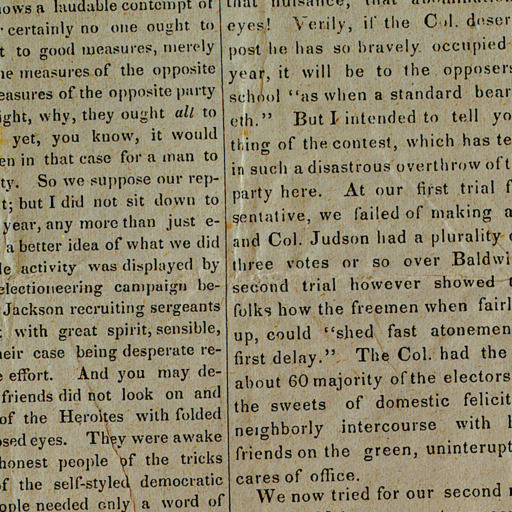 ows a laudable contempt of
certainly no one ought to
t to good measures, merely
he measures of the opposite
easures of the opposite party
ight, why, they ought all to
yet, you know, it would
en in that case for a man to
ty. So we suppose our rep-
t; but I did not sit down to
year, any more than just e-
a better idea of what we did
le activity was displayed by
electioneering campaign be-
Jackson recruiting sergeants
with great spirit, sensible,
heir case being desperate re-
e effort. And you may de-
friends did not look on and
of the Heroites with folded
osed eyes. They were awake
honest people of the tricks
of the self-styled democratic
ople needed only a word of
that nuisance, that
eyes! Verily, if the Col. deser
post he has so bravely occupied
year, it will be to the opposers
school "as when a standard bear
eth." But I intended to tell yo
thing of the contest, which has te
in such a disastrous overthrow of t
party here. At our first trial f
sentative, we failed of making a
and Col. Judson had a plurality
three votes or so over Baldwi
second trial however showed t
folks how the freemen when fairl
up, could "shed fast atonemen
first delay." The Col. had the
about 60 majority of the electors
the sweets of domestic felicit
neighborly intercourse with h
friends on the green, uninterupt
cares of office.
We now tried for our second